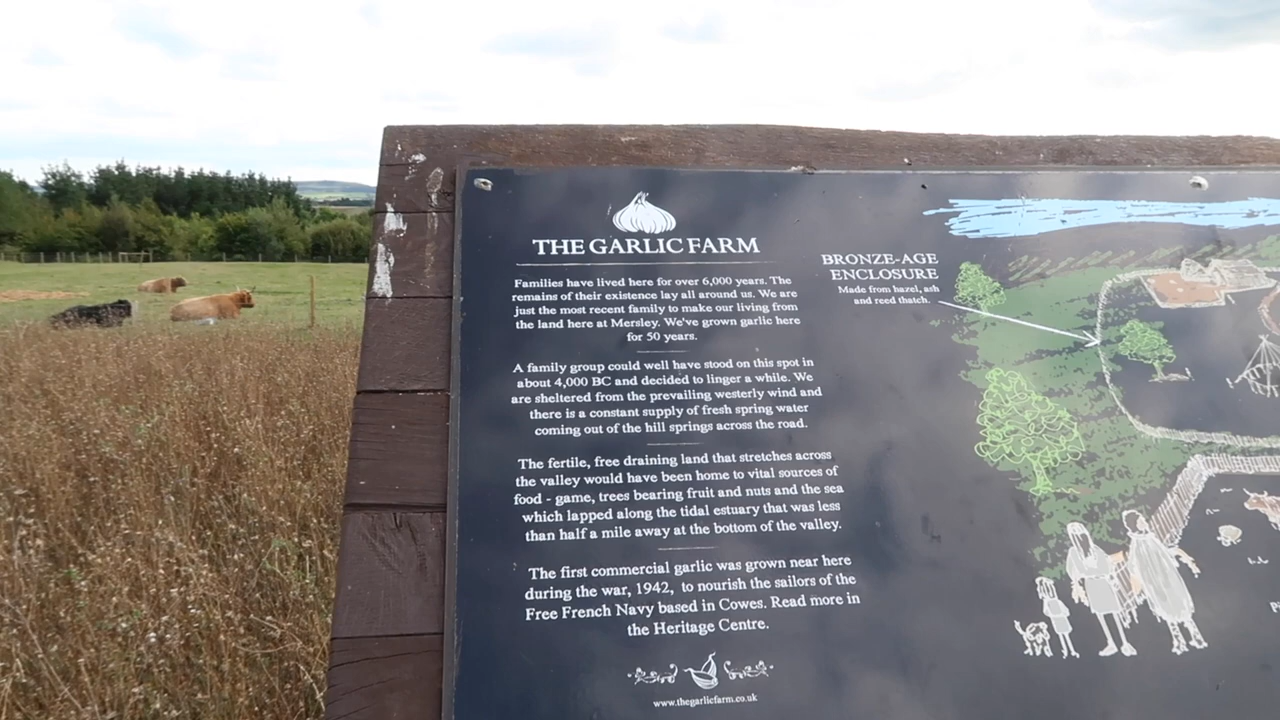 THE GARLIC FARM
Families have lived here for over 6,000 years. The
remains of their existence lay all around us. We are
just the most recent family to make our living from
the land here at Mersley. We've grown garlic here
for 50 years.
A family group could well have stood on this spot in
about 4,000 BC and decided to linger a while. We
are sheltered from the prevailing westerly wind and
there is a constant supply of fresh spring water
coming out of the hill springs across the road.
The fertile, free draining land that stretches across
the valley would have been home to vital sources of
food - game, trees bearing fruit and nuts and the sea
which lapped along the tidal estuary that was less
than half a mile away at the bottom of the valley.
The first commercial garlic was grown near here
during the war, 1942, to nourish the sailors of the
Free French Navy based in Cowes. Read more in
the Heritage Centre.
www.thegarlicfarm.co.uk
BRONZE-AGE
ENCLOSURE
Made from hazel, ash
and reed thatch.